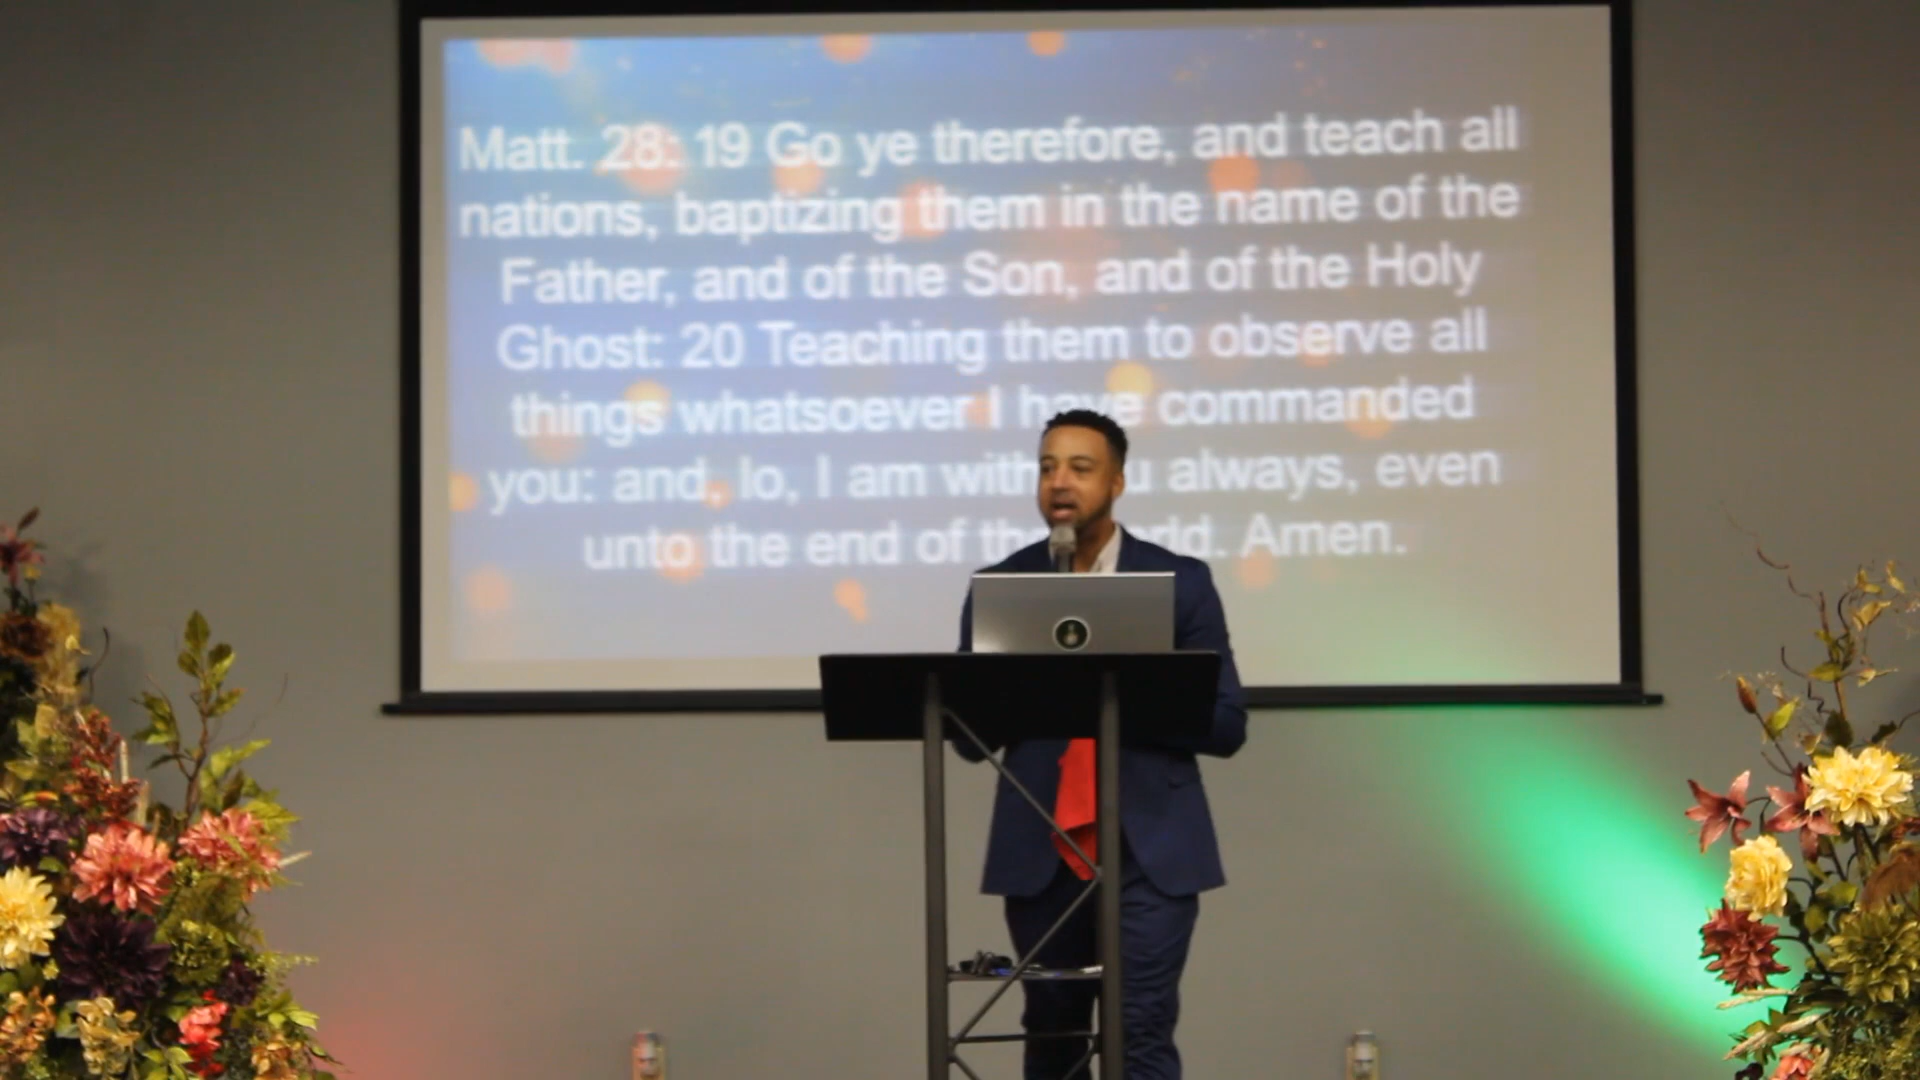 Matt. 28: 19 Go ye therefore, and teach all
nations, baptizing them in the name of the
Father, and of the Son, and of the Holy
Ghost: 20 Teaching them to observe all
things whatsoever I have commanded
you: and, lo, I am with always, even
unto the end of the Amen.